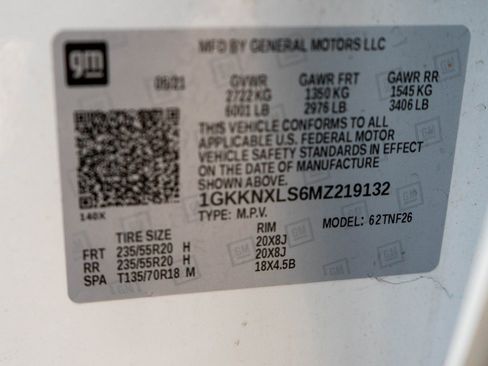 gm
MFD BY GENERAL MOTORS LLC
GVWR GAWR FRT GAWR RR
2722 KG 1350 KG 1545 KG
6001 LB 2976 LB 3406 LB
THIS VEHICLE CONFORMS TO ALL
APPLICABLE U.S. FEDERAL MOTOR
VEHICLE SAFETY STANDARDS IN EFFECT
ON THE DATE OF MANUFACTURE
SHOWN ABOVE.
1GKKNXLS6MZ219132
140X TYPE: M.P.V. MODEL: 62TNF26
TIRE SIZE RIM
FRT 235/55R20 H 20X8J
RR 235/55R20 H 20X8J
SPA T135/70R18 M 18X4.5B